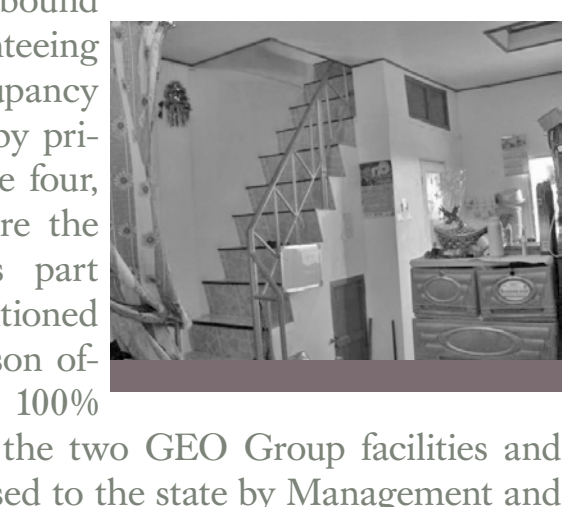 bound
nteeing
upancy
by pri-
e four,
re the
s part
tioned
son of-
100%
the two GEO Group facilities and
sed to the state by Management and